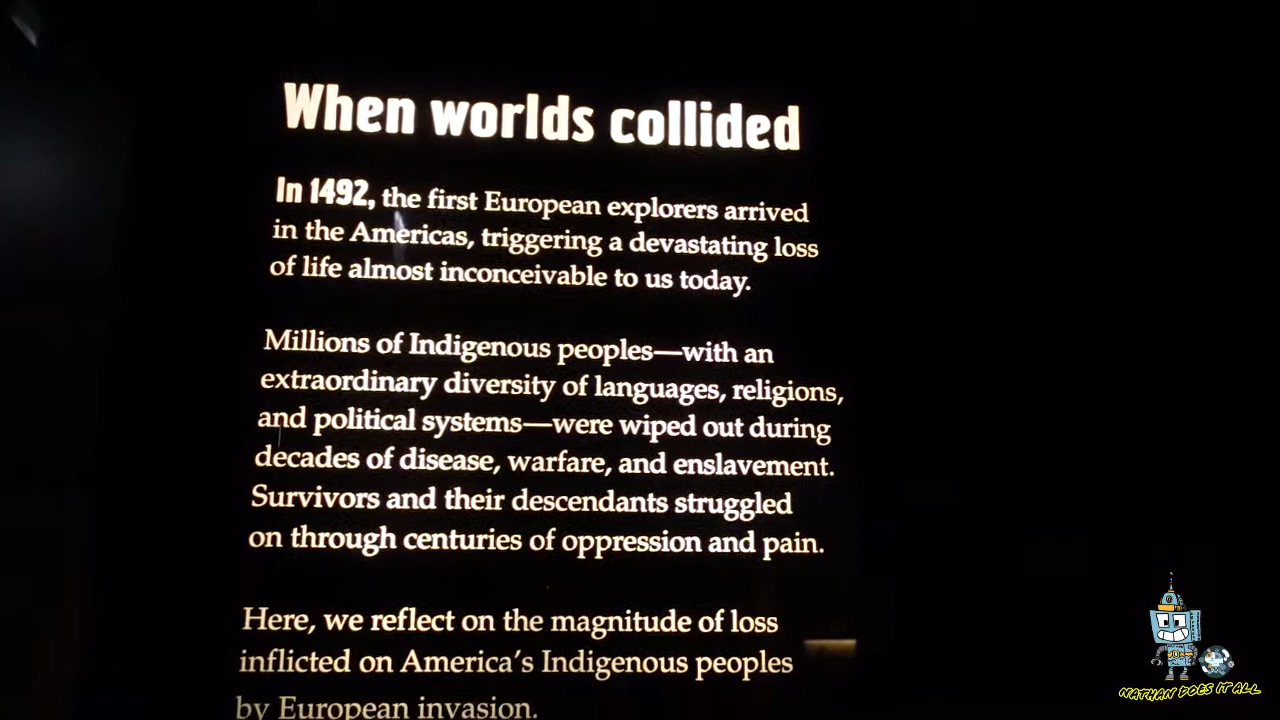 When worlds collided
In 1492, the first European explorers arrived
in the Americas, triggering a devastating loss
of life almost inconceivable to us today.
Millions of Indigenous peoples—with an
extraordinary diversity of languages, religions,
and political systems—were wiped out during
decades of disease, warfare, and enslavement.
Survivors and their descendants struggled
on through centuries of oppression and pain.
Here, we reflect on the magnitude of loss
inflicted on America's Indigenous peoples
by European invasion.
NATHAN DOES IT ALL